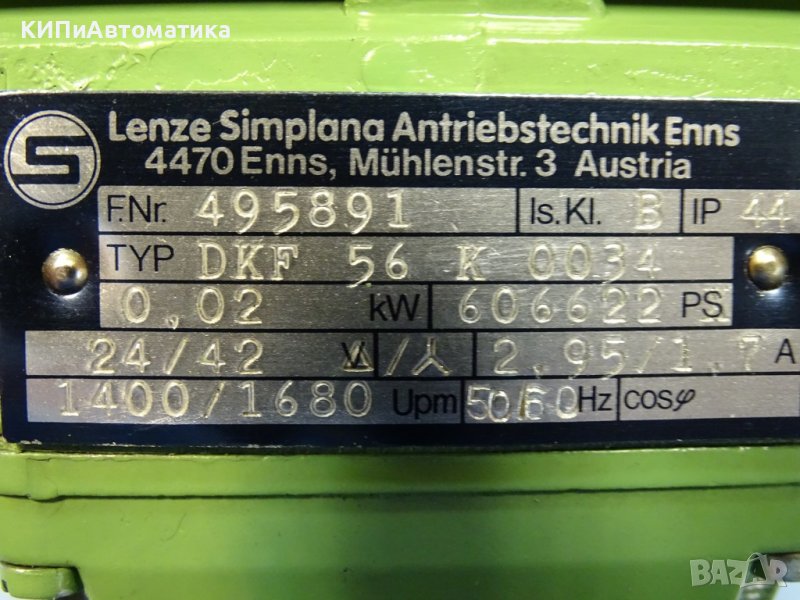 КИПиАвтоматика
Lenze Simplana Antriebstechnik Enns
4470 Enns, Mühlenstr. 3 Austria
F.Nr. 495891 Is.Kl. B IP 44
TYP DKF 56 K 0034
0,02 kW 606622 PS
24/42 V Δ/⅄ 2,95/1,7 A
1400/1680 Upm 50/60 Hz cosφ
BAZAR